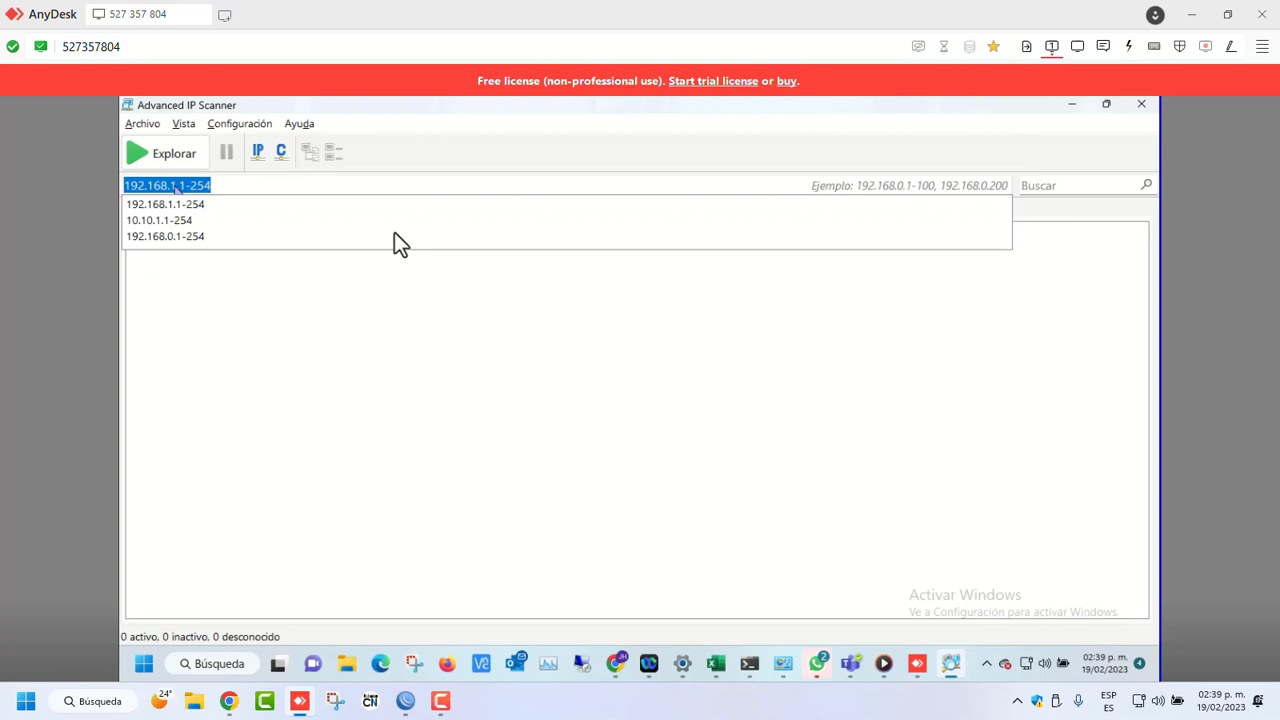 AnyDesk
527 357 804
527357804
Free license (non-professional use). Start trial license or buy.
Advanced IP Scanner
Archivo Vista Configuración Ayuda
Explorar
IP C
192.168.1.1-254
Ejemplo: 192.168.0.1-100, 192.168.0.200
Buscar
192.168.1.1-254
10.10.1.1-254
192.168.0.1-254
Activar Windows
Ve a Configuración para activar Windows.
0 activo, 0 inactivo, 0 desconocido
Búsqueda
02:39 p. m.
19/02/2023
Búsqueda
24°
ESP
ES
02:39 p. m.
19/02/2023